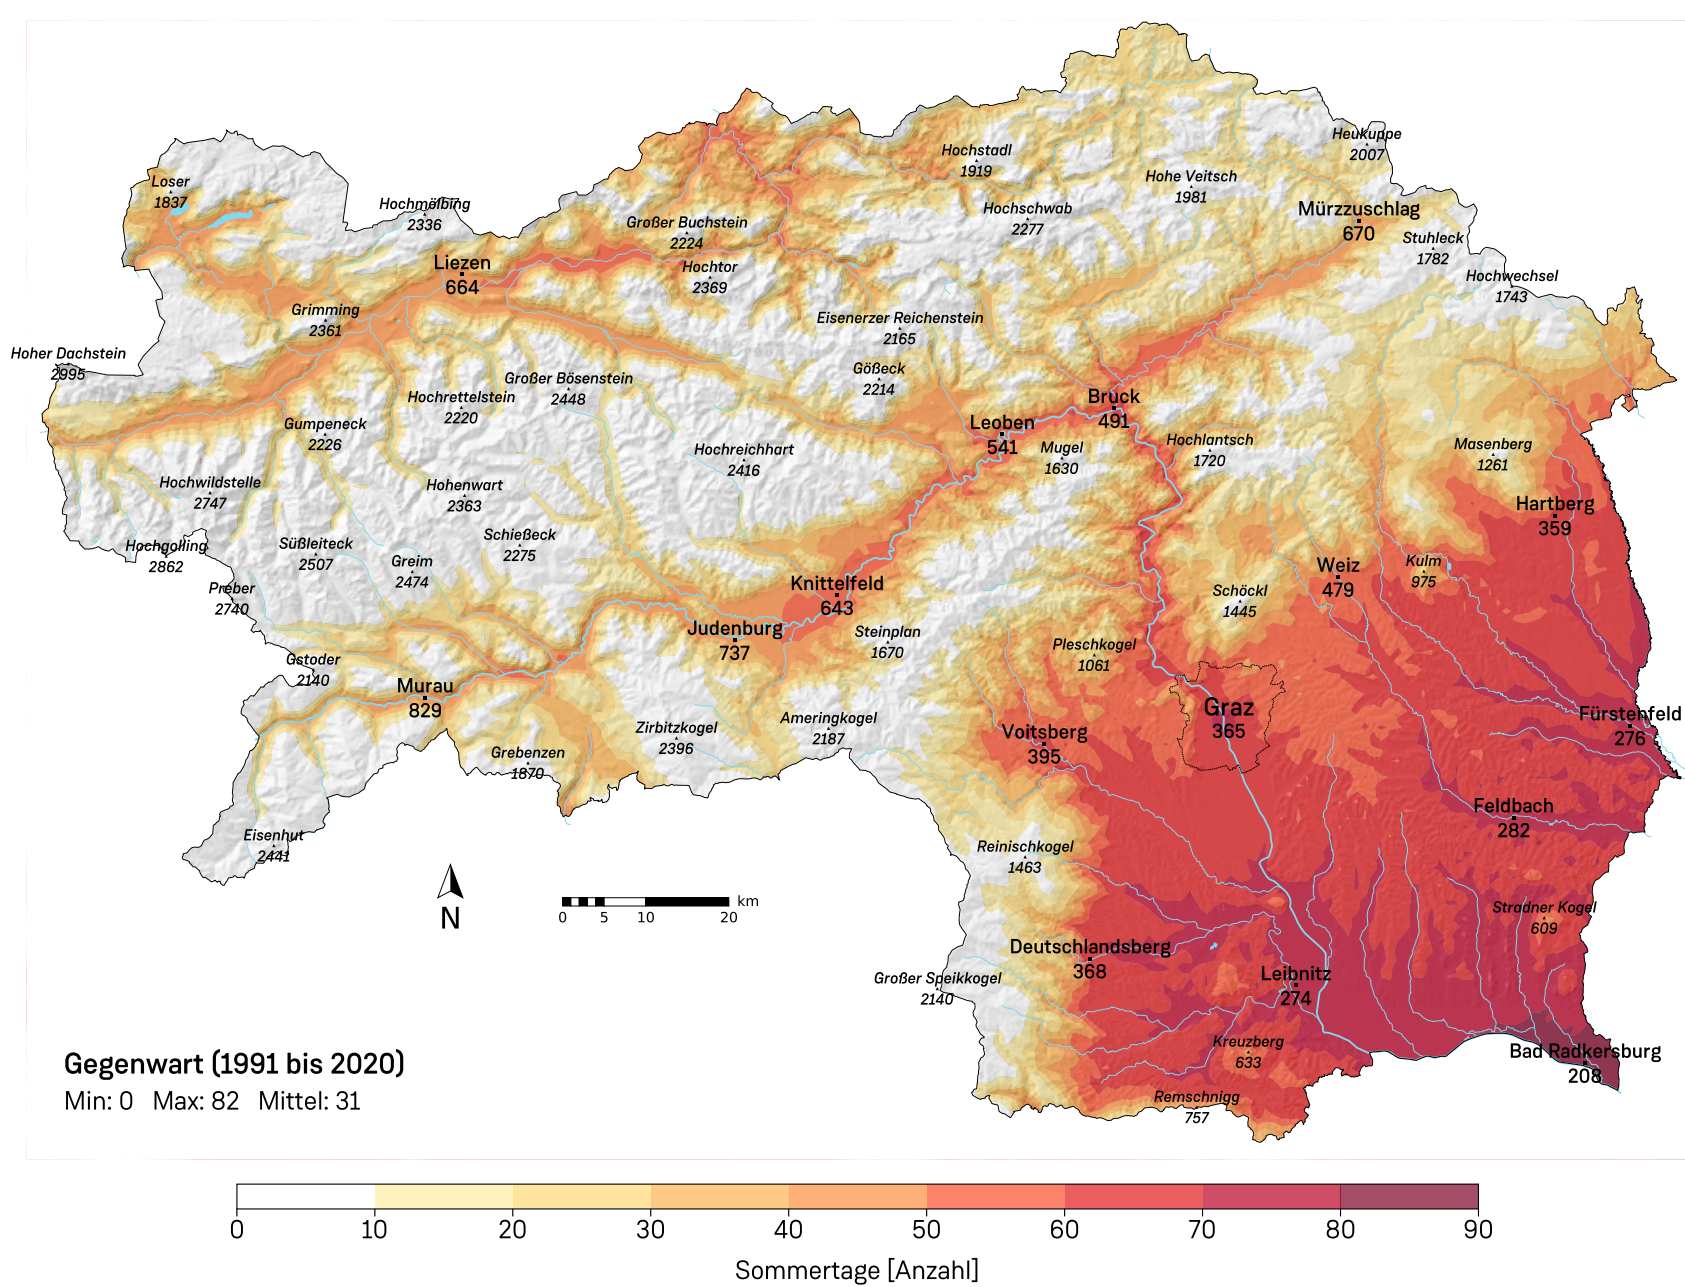 Heukuppe
2007
Hochstadl
1919
Hohe Veitsch
1981
Loser
1837
Hochmölbing
2336
Hochschwab
2277
Mürzzuschlag
670
Großer Buchstein
2224
Stuhleck
1782
Liezen
664
Hochtor
2369
Hochwechsel
1743
Grimming
2361
Eisenerzer Reichenstein
2165
Hoher Dachstein
2995
Gößeck
2214
Großer Bösenstein
2448
Hochrettelstein
2220
Bruck
491
Gumpeneck
2226
Leoben
541
Hochlantsch
1720
Masenberg
1261
Hochreichhart
2416
Mugel
1630
Hochwildstelle
2747
Hohenwart
2363
Hartberg
359
Schießeck
2275
Hochgolling
2862
Süßleiteck
2507
Greim
2474
Kulm
975
Weiz
479
Knittelfeld
643
Preber
2740
Schöckl
1445
Judenburg
737
Steinplan
1670
Pleschkogel
1061
Gstoder
2140
Murau
829
Graz
365
Fürstenfeld
276
Ameringkogel
2187
Zirbitzkogel
2396
Voitsberg
395
Grebenzen
1870
Feldbach
282
Eisenhut
2441
Reinischkogel
1463
N
km
0 5 10 20
Stradner Kogel
609
Deutschlandsberg
368
Leibnitz
274
Großer Speikkogel
2140
Kreuzberg
633
Bad Radkersburg
208
Gegenwart (1991 bis 2020)
Min: 0 Max: 82 Mittel: 31
Remschnigg
757
0 10 20 30 40 50 60 70 80 90
Sommertage [Anzahl]